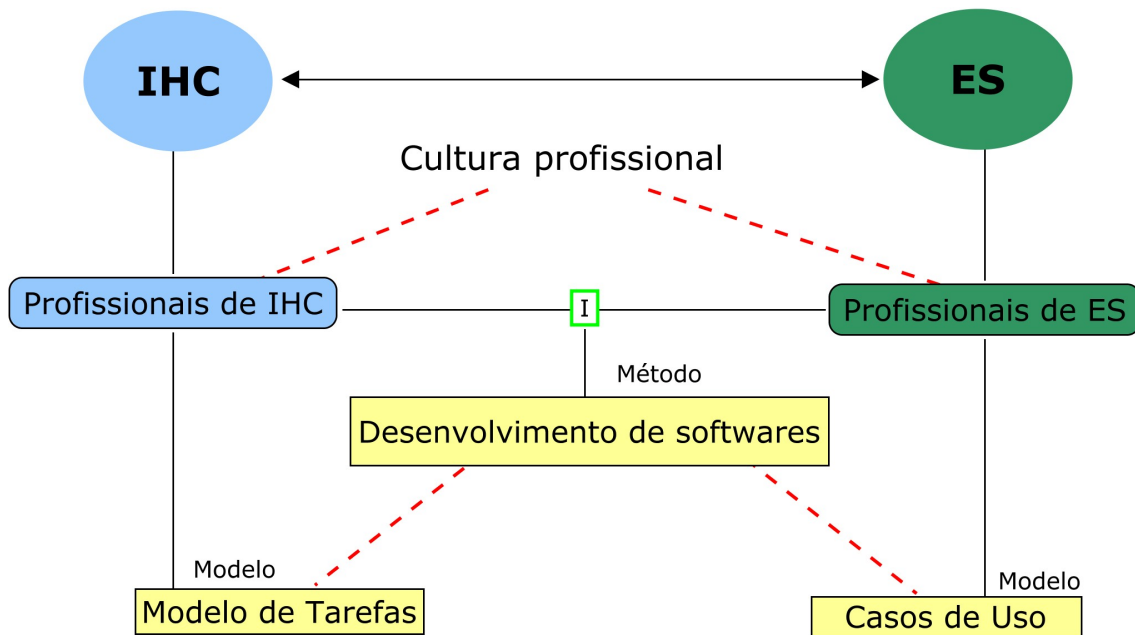 IHC
ES
Cultura profissional
Profissionais de IHC
I
Profissionais de ES
Método
Desenvolvimento de softwares
Modelo
Modelo de Tarefas
Modelo
Casos de Uso